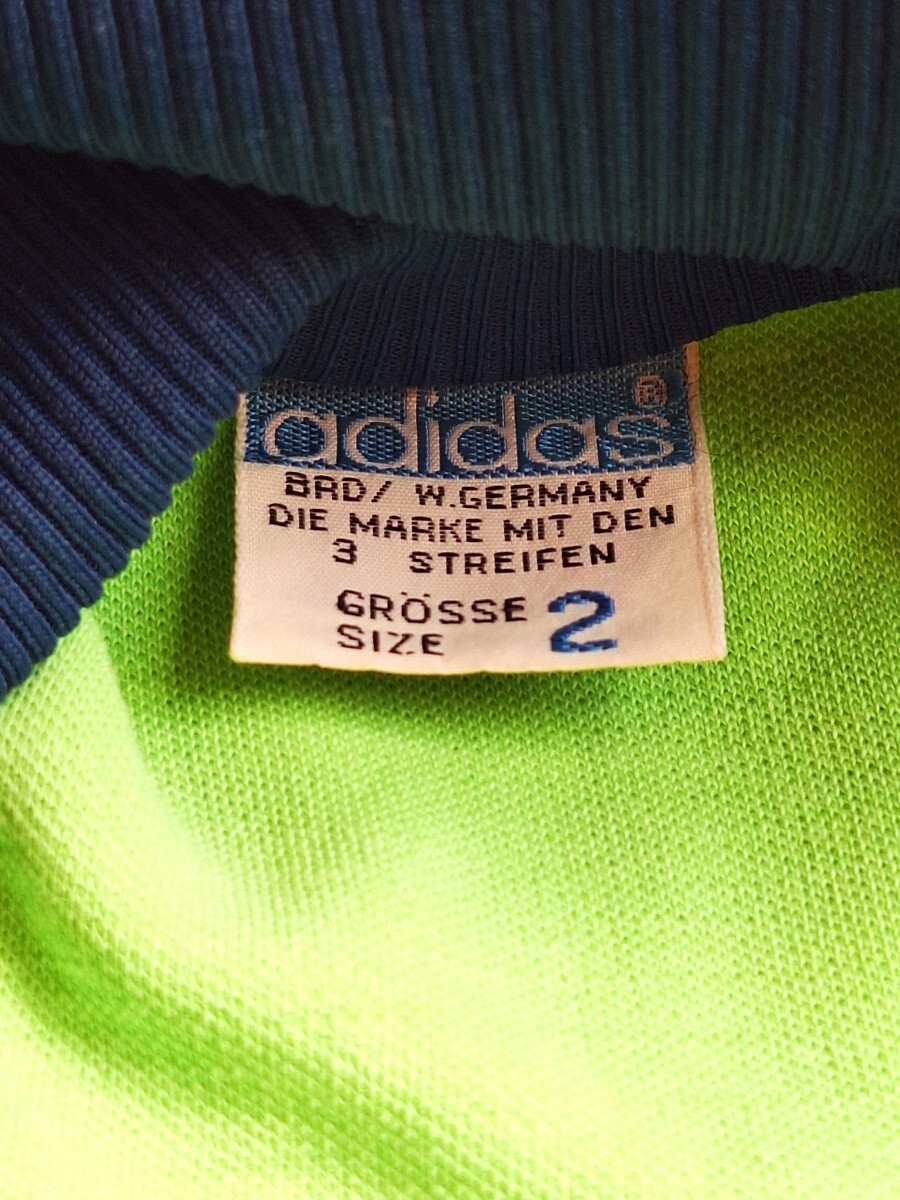 adidas®
BRD/ W.GERMANY
DIE MARKE MIT DEN
3 STREIFEN
GRÖSSE 2
SIZE